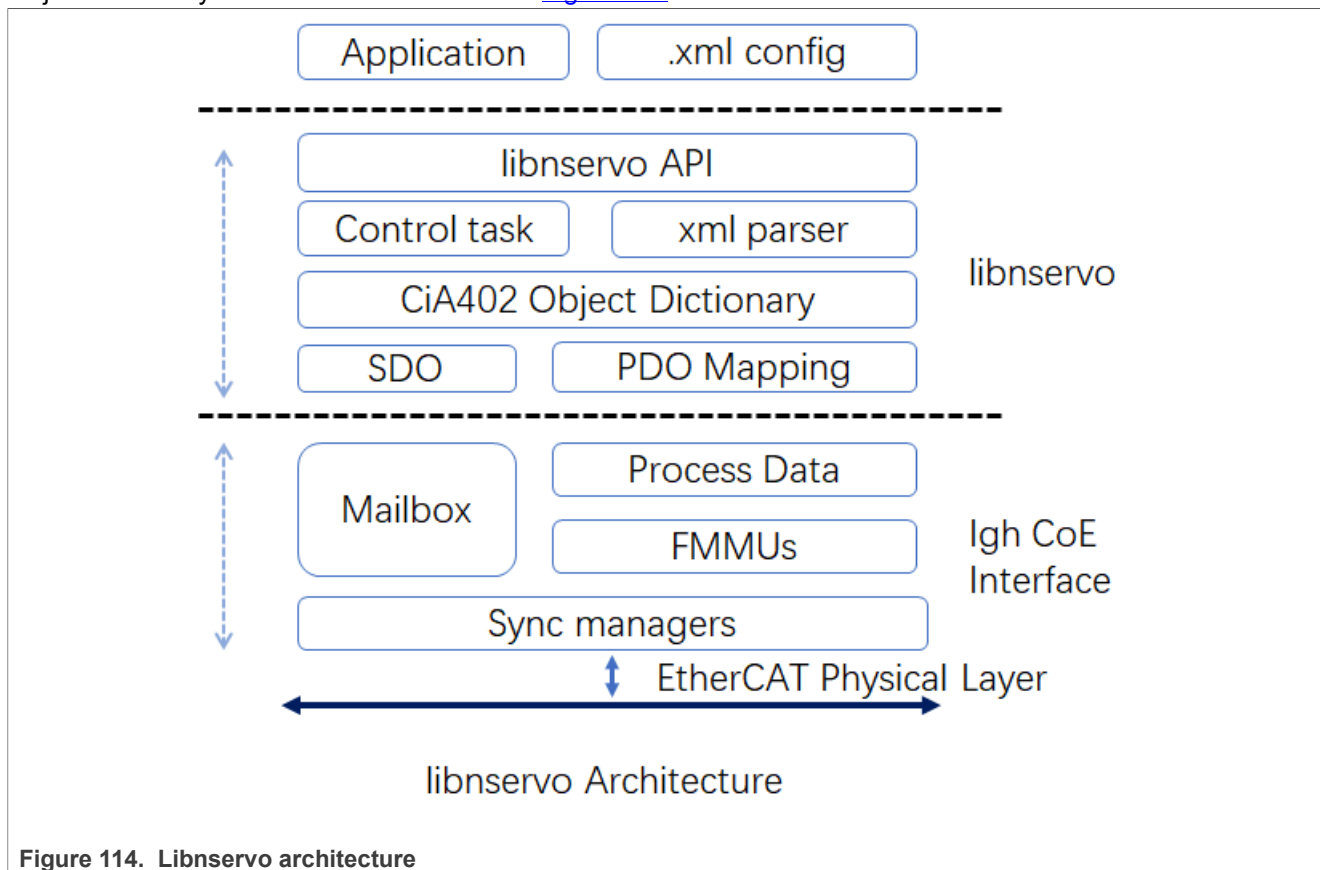 Application
.xml config
libnservo API
Control task
xml parser
libnservo
CiA402 Object Dictionary
SDO
PDO Mapping
Mailbox
Process Data
FMMUs
Igh CoE
Interface
Sync managers
EtherCAT Physical Layer
libnservo Architecture
Figure 114. Libnservo architecture